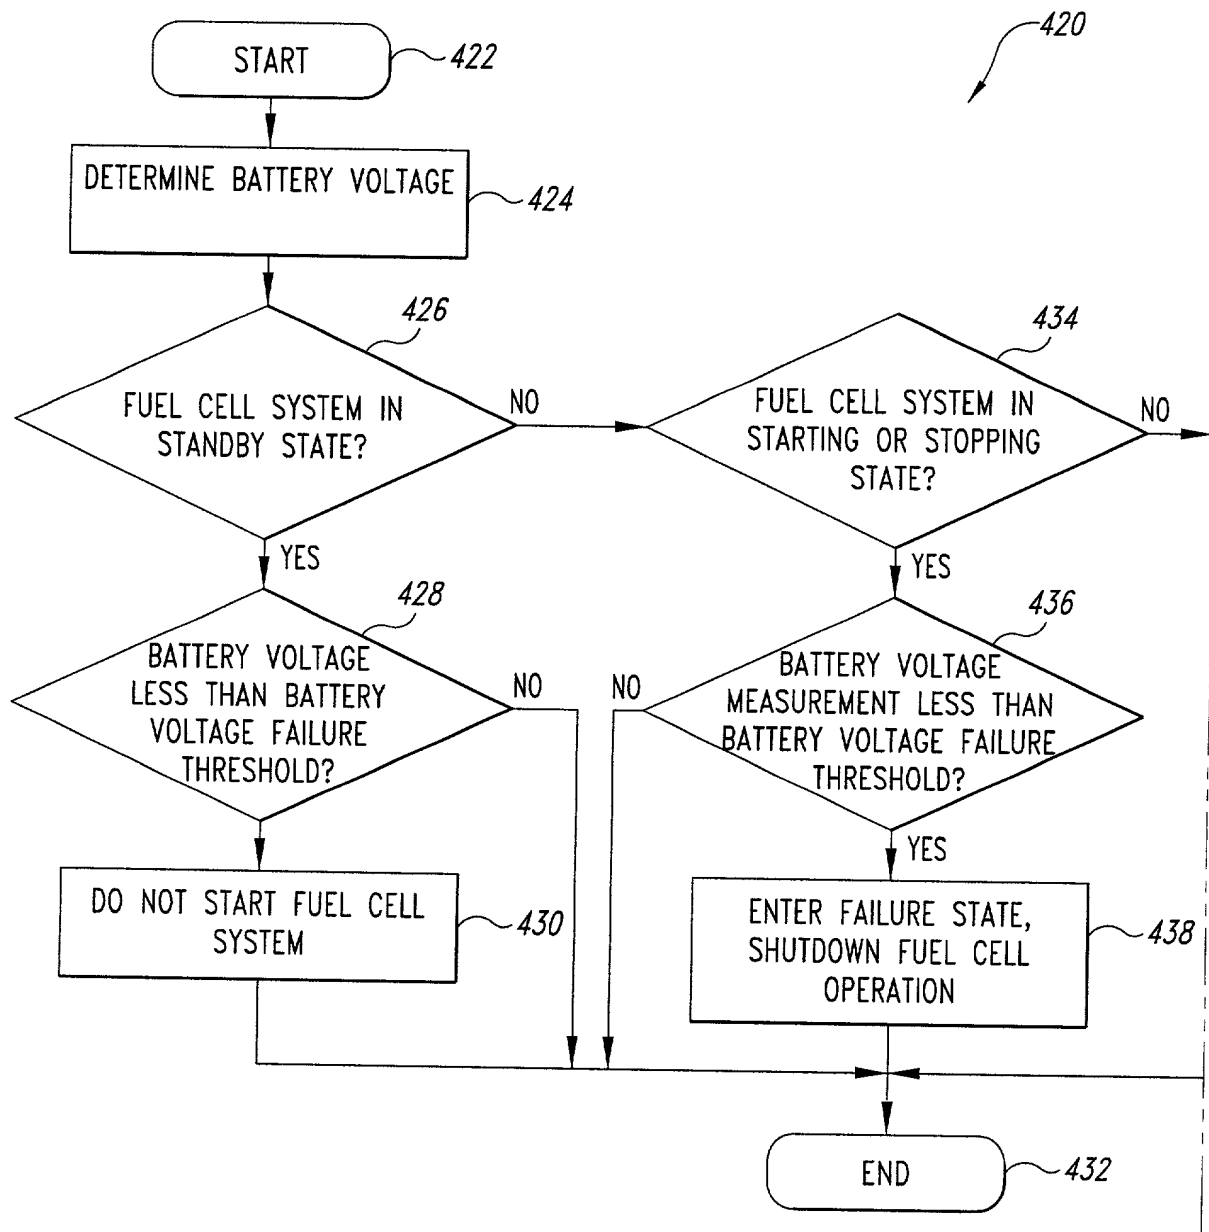 420
START
422
DETERMINE BATTERY VOLTAGE
424
426
FUEL CELL SYSTEM IN
STANDBY STATE?
NO
YES
434
FUEL CELL SYSTEM IN
STARTING OR STOPPING
STATE?
NO
YES
428
BATTERY VOLTAGE
LESS THAN BATTERY
VOLTAGE FAILURE
THRESHOLD?
NO
436
BATTERY VOLTAGE
MEASUREMENT LESS THAN
BATTERY VOLTAGE FAILURE
THRESHOLD?
NO
YES
DO NOT START FUEL CELL
SYSTEM
430
ENTER FAILURE STATE,
SHUTDOWN FUEL CELL
OPERATION
438
END
432